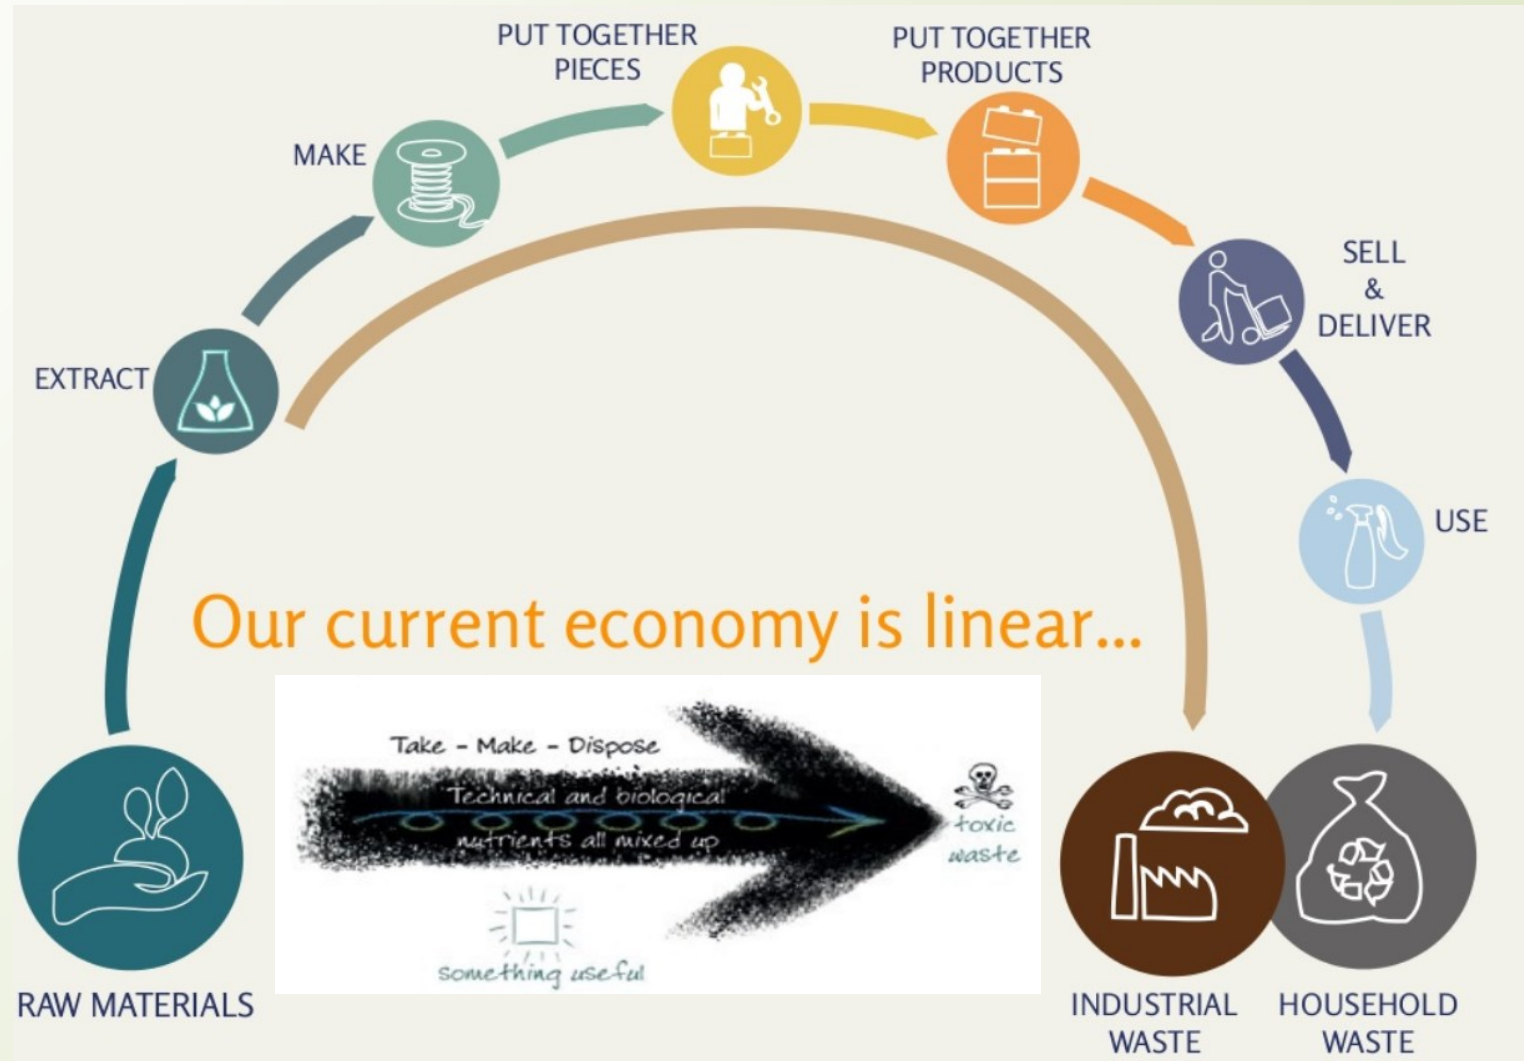 PUT TOGETHER
PIECES
PUT TOGETHER
PRODUCTS
MAKE
SELL
&
DELIVER
EXTRACT
USE
Our current economy is linear...
Take - Make - Dispose
Technical and biological
nutrients all mixed up
toxic
waste
something useful
RAW MATERIALS
INDUSTRIAL
WASTE
HOUSEHOLD
WASTE